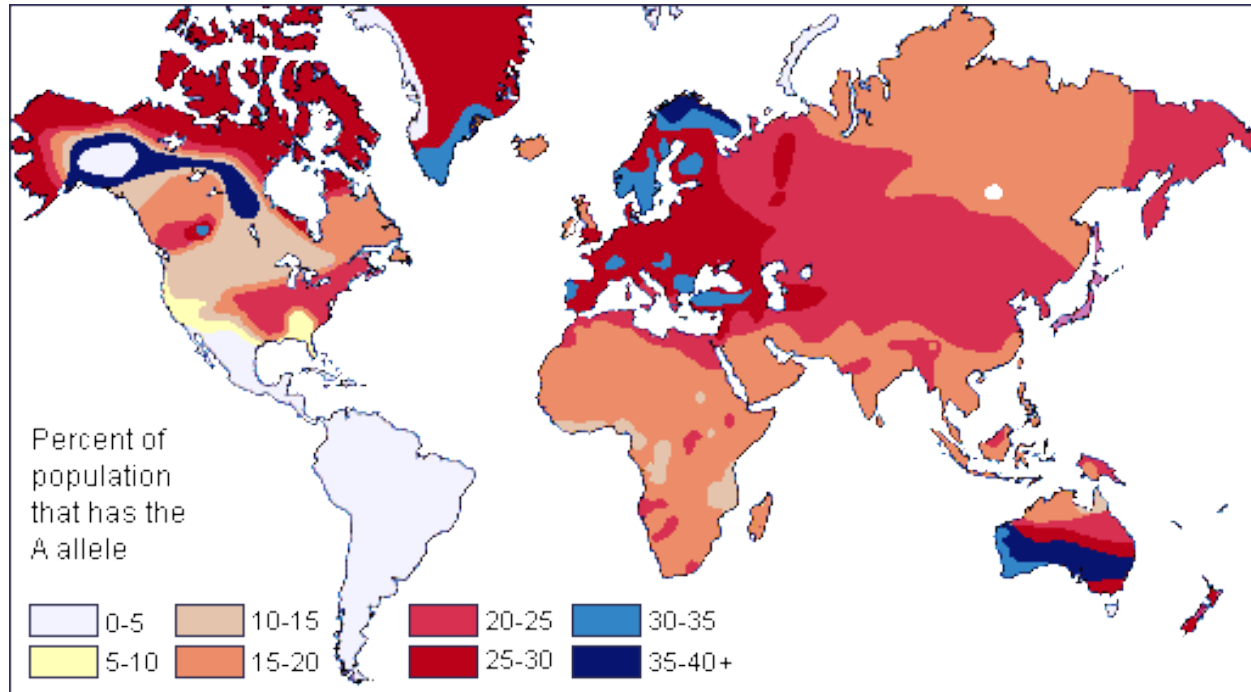 Percent of
population
that has the
A allele
0-5 10-15 20-25 30-35
5-10 15-20 25-30 35-40+